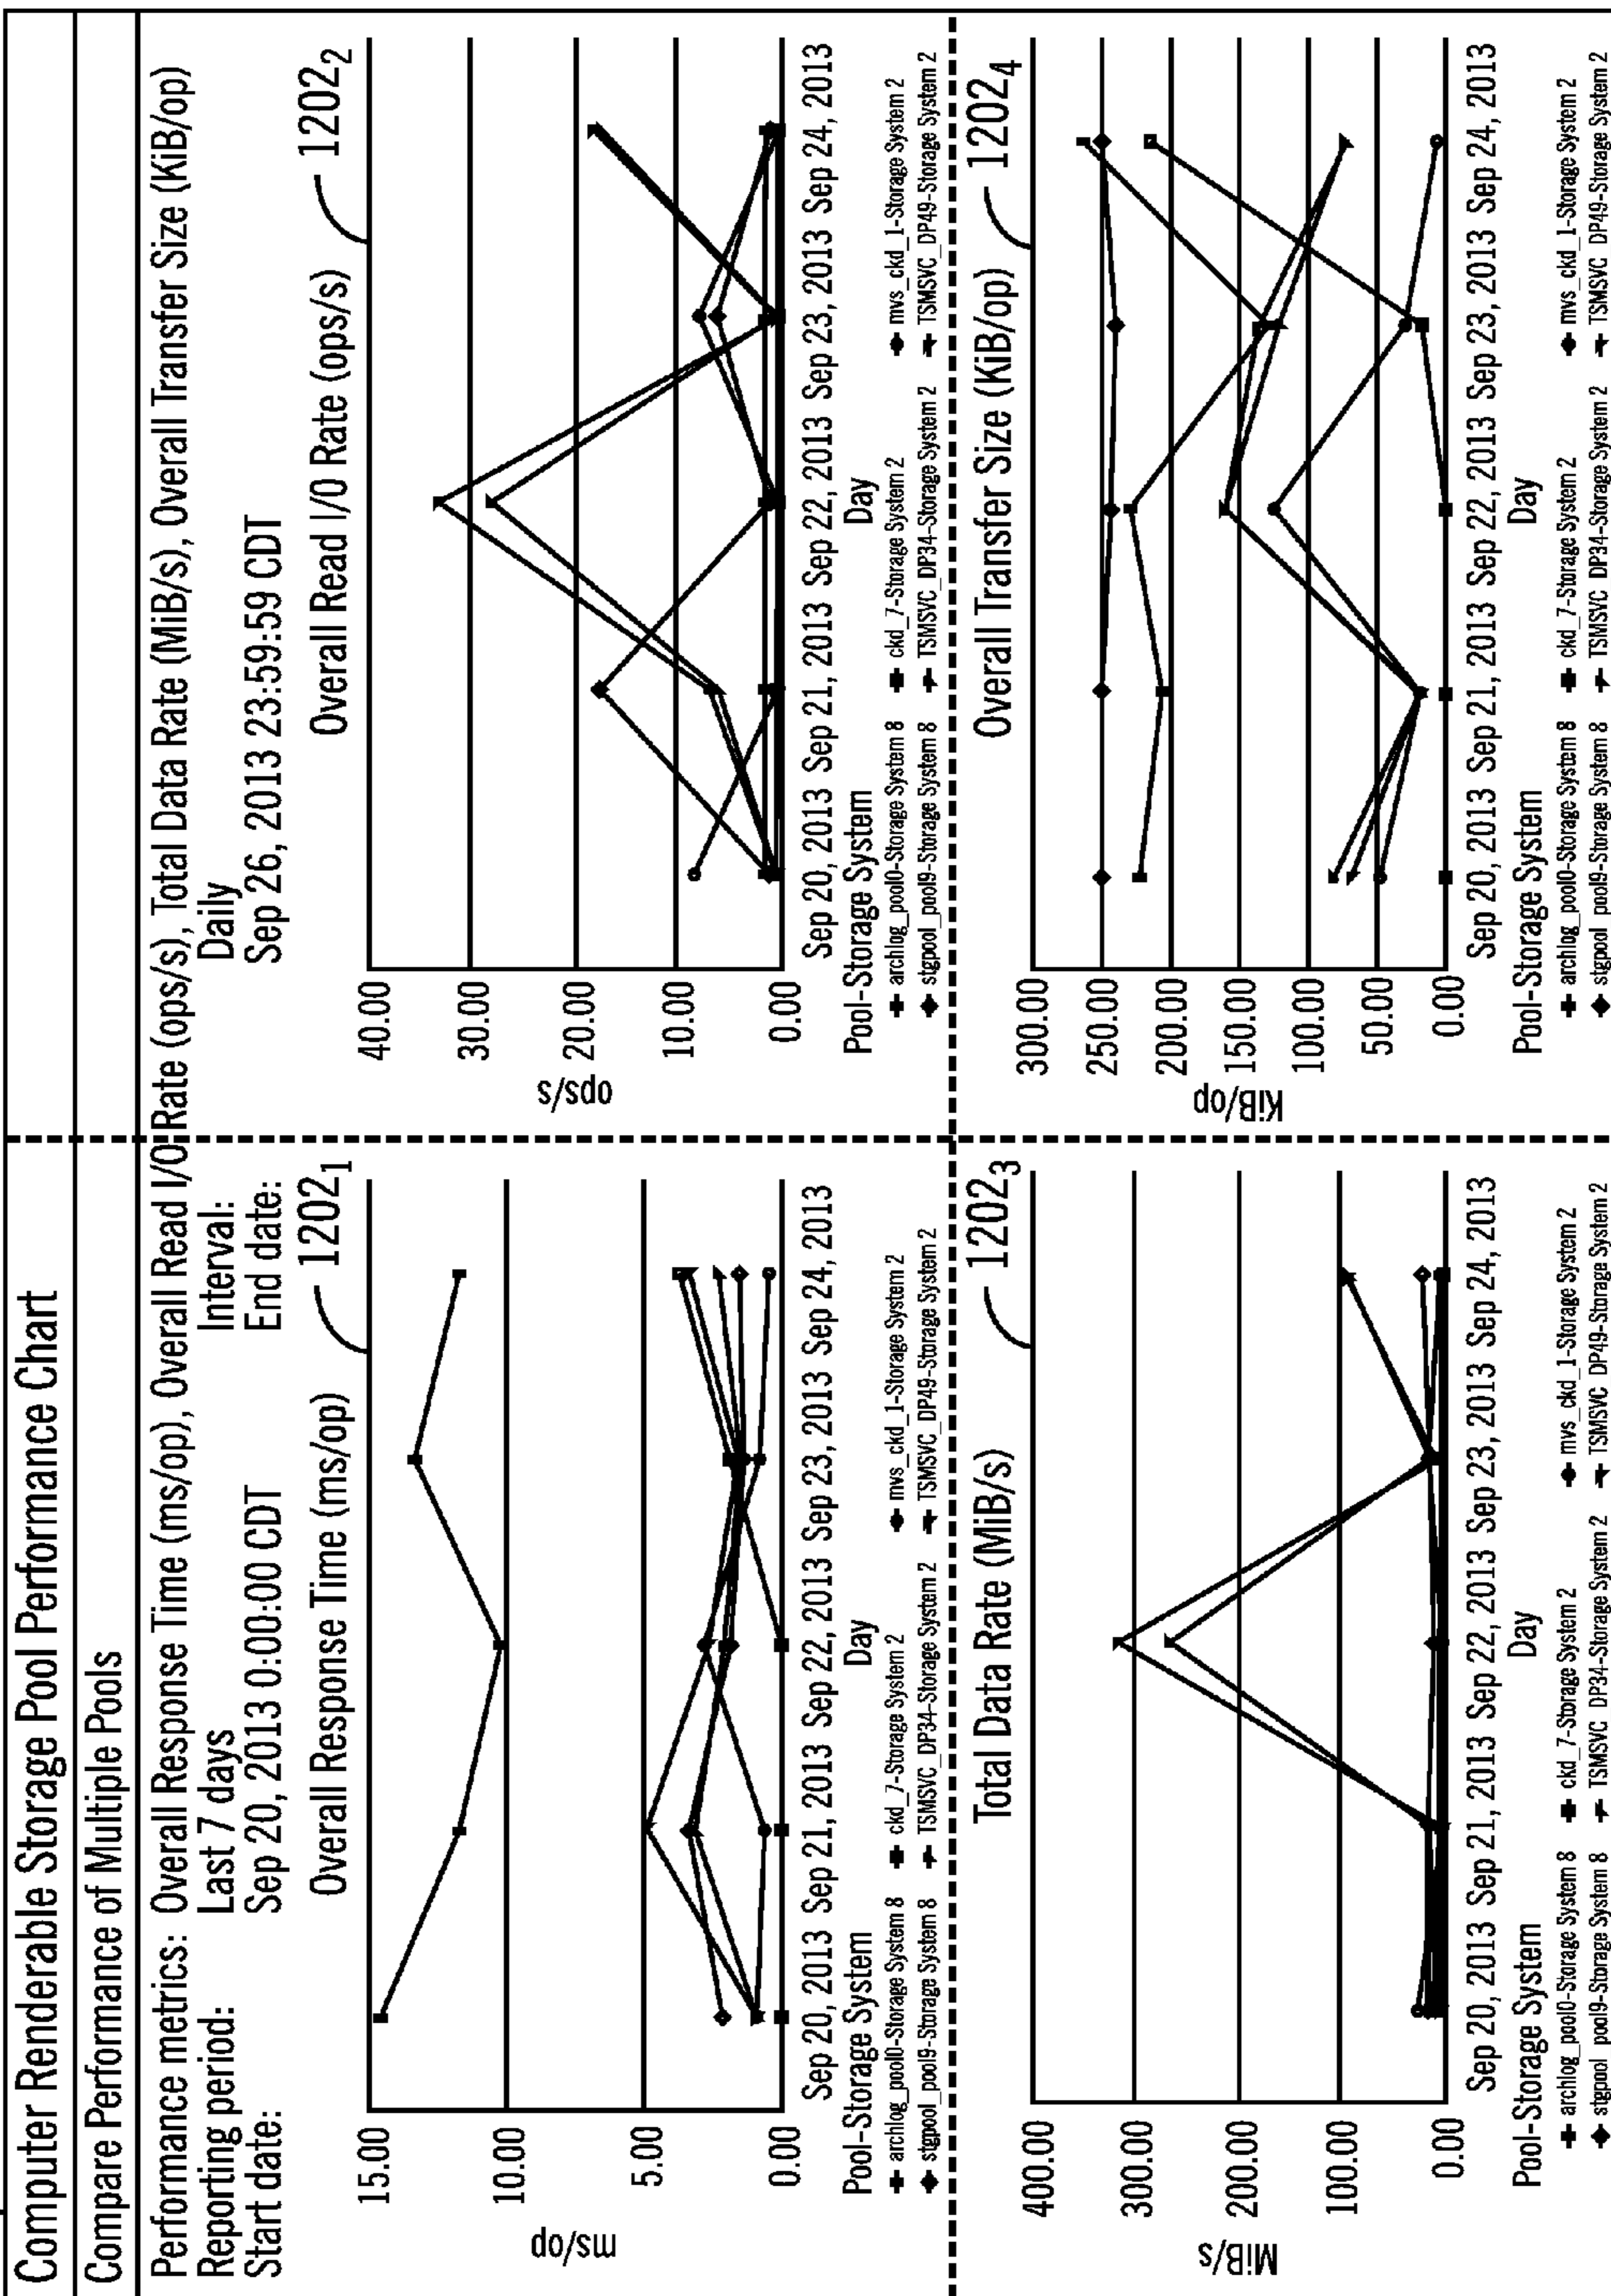 Computer Renderable Storage Pool Performance Chart
Compare Performance of Multiple Pools
Performance metrics: Overall Response Time (ms/op), Overall Read I/O Rate (ops/s), Total Data Rate (MiB/s), Overall Transfer Size (KiB/op)
Reporting period: Last 7 days Interval: Daily
Start date: Sep 20, 2013 0:00:00 CDT End date: Sep 26, 2013 23:59:59 CDT
Overall Response Time (ms/op) 1202₁
15.00
10.00
5.00
0.00
ms/op
Sep 20, 2013 Sep 21, 2013 Sep 22, 2013 Sep 23, 2013 Sep 24, 2013
Day
Pool-Storage System
archlog_pool0-Storage System 8 ckd_7-Storage System 2 mvs_ckd_1-Storage System 2
stgpool_pool9-Storage System 8 TSMSVC_DP34-Storage System 2 TSMSVC_DP49-Storage System 2
Overall Read I/O Rate (ops/s) 1202₂
40.00
30.00
20.00
10.00
0.00
ops/s
Sep 20, 2013 Sep 21, 2013 Sep 22, 2013 Sep 23, 2013 Sep 24, 2013
Day
Pool-Storage System
archlog_pool0-Storage System 8 ckd_7-Storage System 2 mvs_ckd_1-Storage System 2
stgpool_pool9-Storage System 8 TSMSVC_DP34-Storage System 2 TSMSVC_DP49-Storage System 2
Total Data Rate (MiB/s) 1202₃
400.00
300.00
200.00
100.00
0.00
MiB/s
Sep 20, 2013 Sep 21, 2013 Sep 22, 2013 Sep 23, 2013 Sep 24, 2013
Day
Pool-Storage System
archlog_pool0-Storage System 8 ckd_7-Storage System 2 mvs_ckd_1-Storage System 2
stgpool_pool9-Storage System 8 TSMSVC_DP34-Storage System 2 TSMSVC_DP49-Storage System 2
Overall Transfer Size (KiB/op) 1202₄
300.00
250.00
200.00
150.00
100.00
50.00
0.00
KiB/op
Sep 20, 2013 Sep 21, 2013 Sep 22, 2013 Sep 23, 2013 Sep 24, 2013
Day
Pool-Storage System
archlog_pool0-Storage System 8 ckd_7-Storage System 2 mvs_ckd_1-Storage System 2
stgpool_pool9-Storage System 8 TSMSVC_DP34-Storage System 2 TSMSVC_DP49-Storage System 2